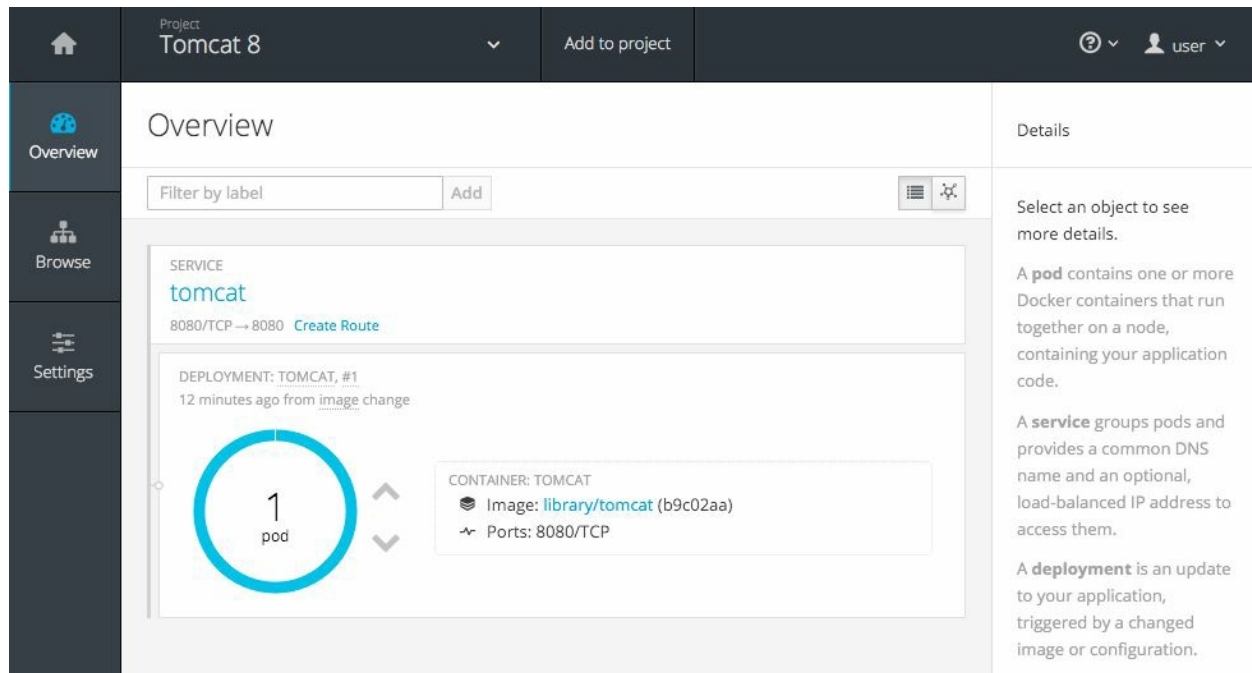 Project
Tomcat 8
Add to project
user
Overview
Browse
Settings
Overview
Filter by label
Add
SERVICE
tomcat
8080/TCP → 8080 Create Route
DEPLOYMENT: TOMCAT, #1
12 minutes ago from image change
1
pod
CONTAINER: TOMCAT
Image: library/tomcat (b9c02aa)
Ports: 8080/TCP
Details
Select an object to see
more details.
A pod contains one or more
Docker containers that run
together on a node,
containing your application
code.
A service groups pods and
provides a common DNS
name and an optional,
load-balanced IP address to
access them.
A deployment is an update
to your application,
triggered by a changed
image or configuration.